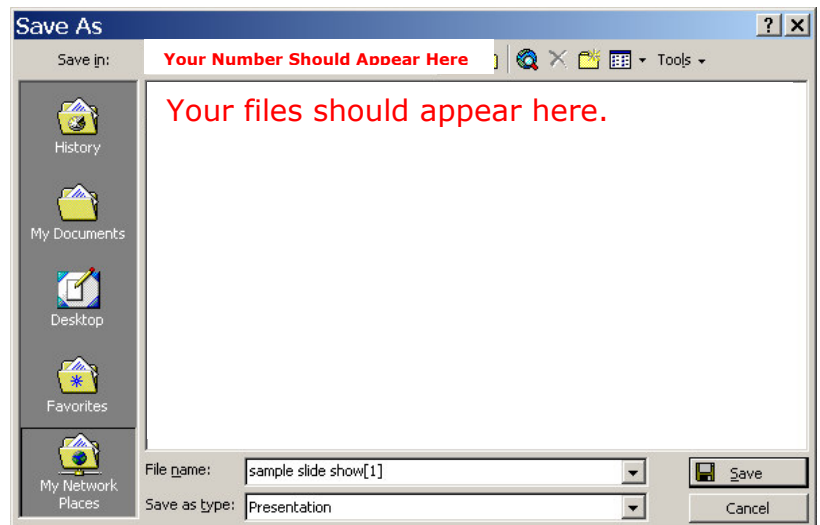 Save As
? X
Save in:
Your Number Should Appear Here
Tools
Your files should appear here.
History
My Documents
Desktop
Favorites
My Network
Places
File name:
sample slide show[1]
Save
Save as type:
Presentation
Cancel